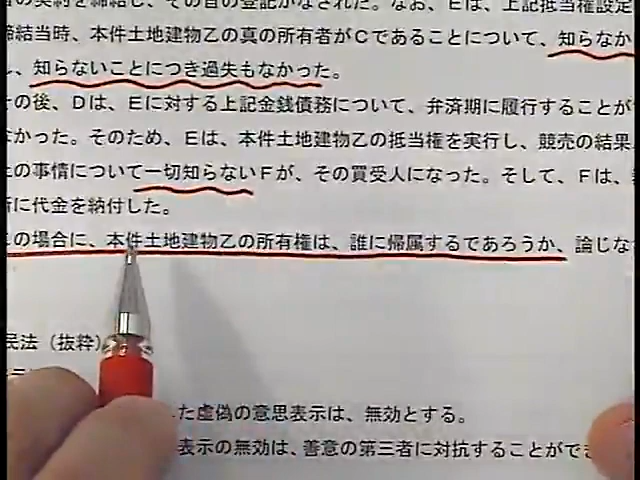 の契約を締結し、その旨の登記がなされた。なお、Eは、上記抵当権設定
締結当時、本件土地建物乙の真の所有者がCであることについて、知らなか
し、知らないことにつき過失もなかった。
その後、Dは、Eに対する上記金銭債務について、弁済期に履行することが
なかった。そのため、Eは、本件土地建物乙の抵当権を実行し、競売の結果
の事情について一切知らないFが、その買受人になった。そして、Fは、
に代金を納付した。
の場合に、本件土地建物乙の所有権は、誰に帰属するであろうか、論じな
民法（抜粋）
た虚偽の意思表示は、無効とする。
表示の無効は、善意の第三者に対抗することができ